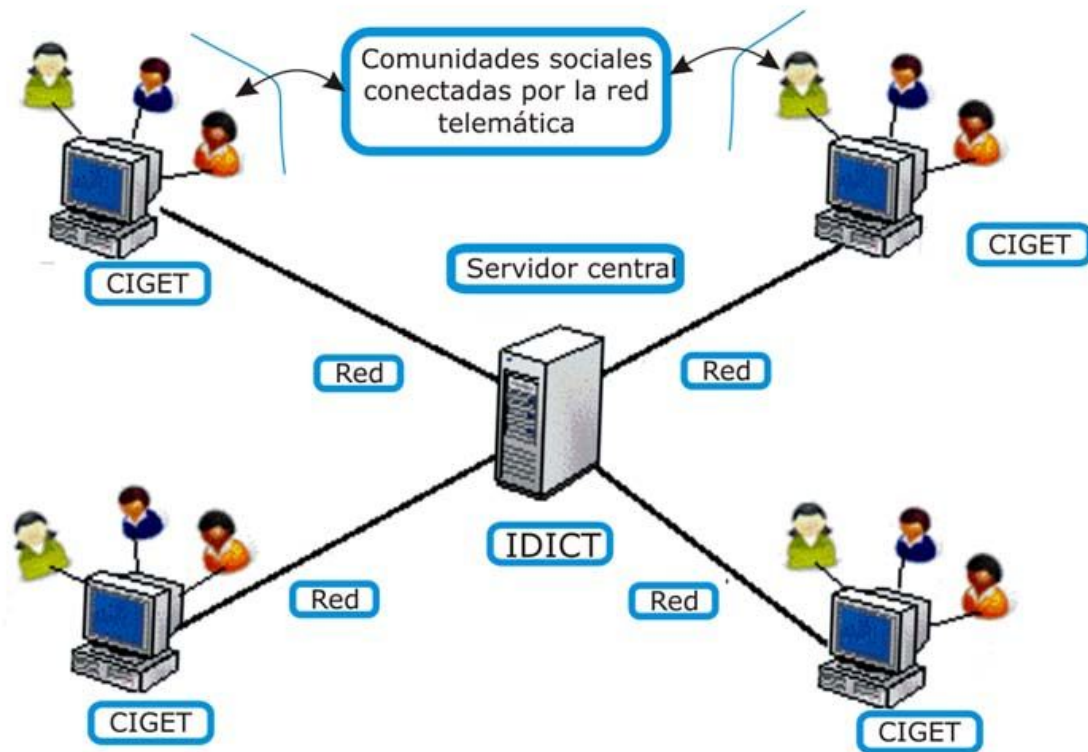 Comunidades sociales
conectadas por la red
telemática
CIGET
CIGET
Servidor central
Red
Red
IDICT
Red
Red
CIGET
CIGET